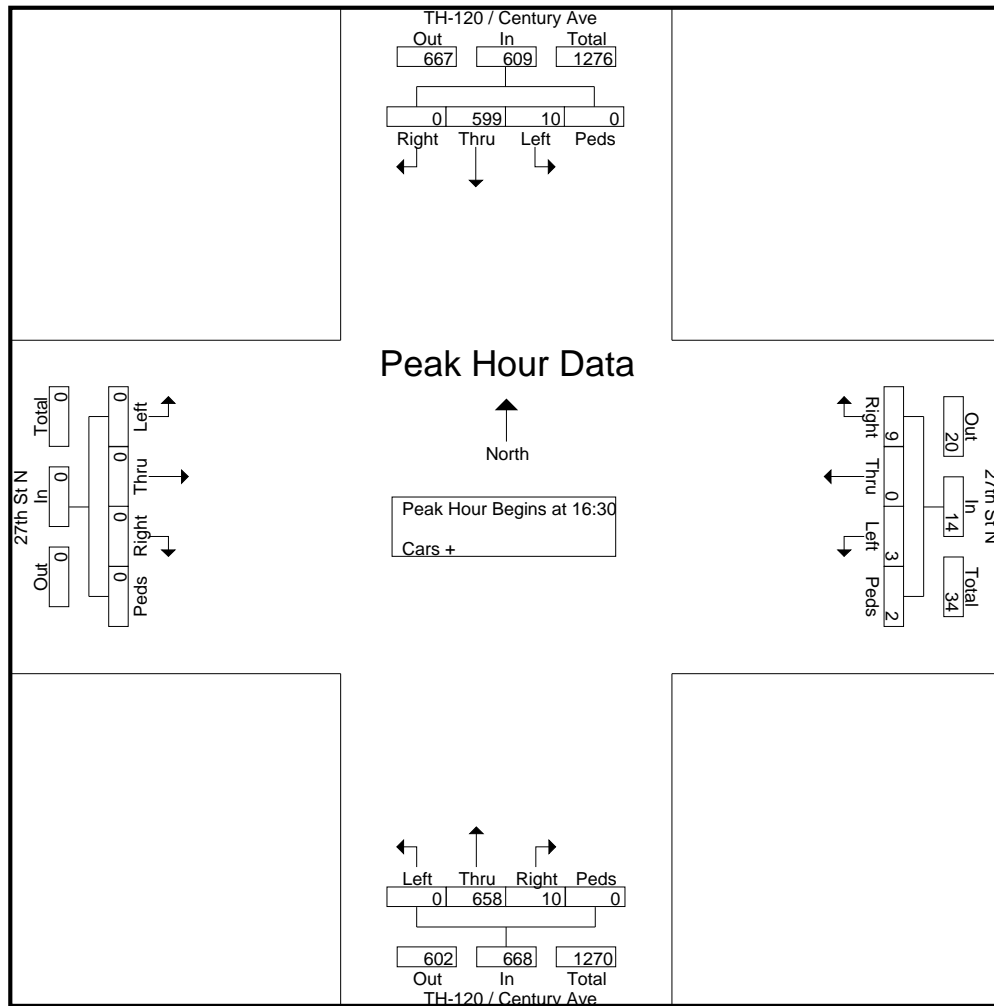 TH-120 / Century Ave
Out In Total
667 609 1276
0 599 10 0
Right Thru Left Peds
Peak Hour Data
North
Peak Hour Begins at 16:30
Cars +
27th St N
Total In Out
0 0 0
0 0 0 0
Left Thru Right Peds
27th St N
Out In Total
20 14 34
9 0 3 2
Right Thru Left Peds
Left Thru Right Peds
0 658 10 0
602 668 1270
Out In Total
TH-120 / Century Ave